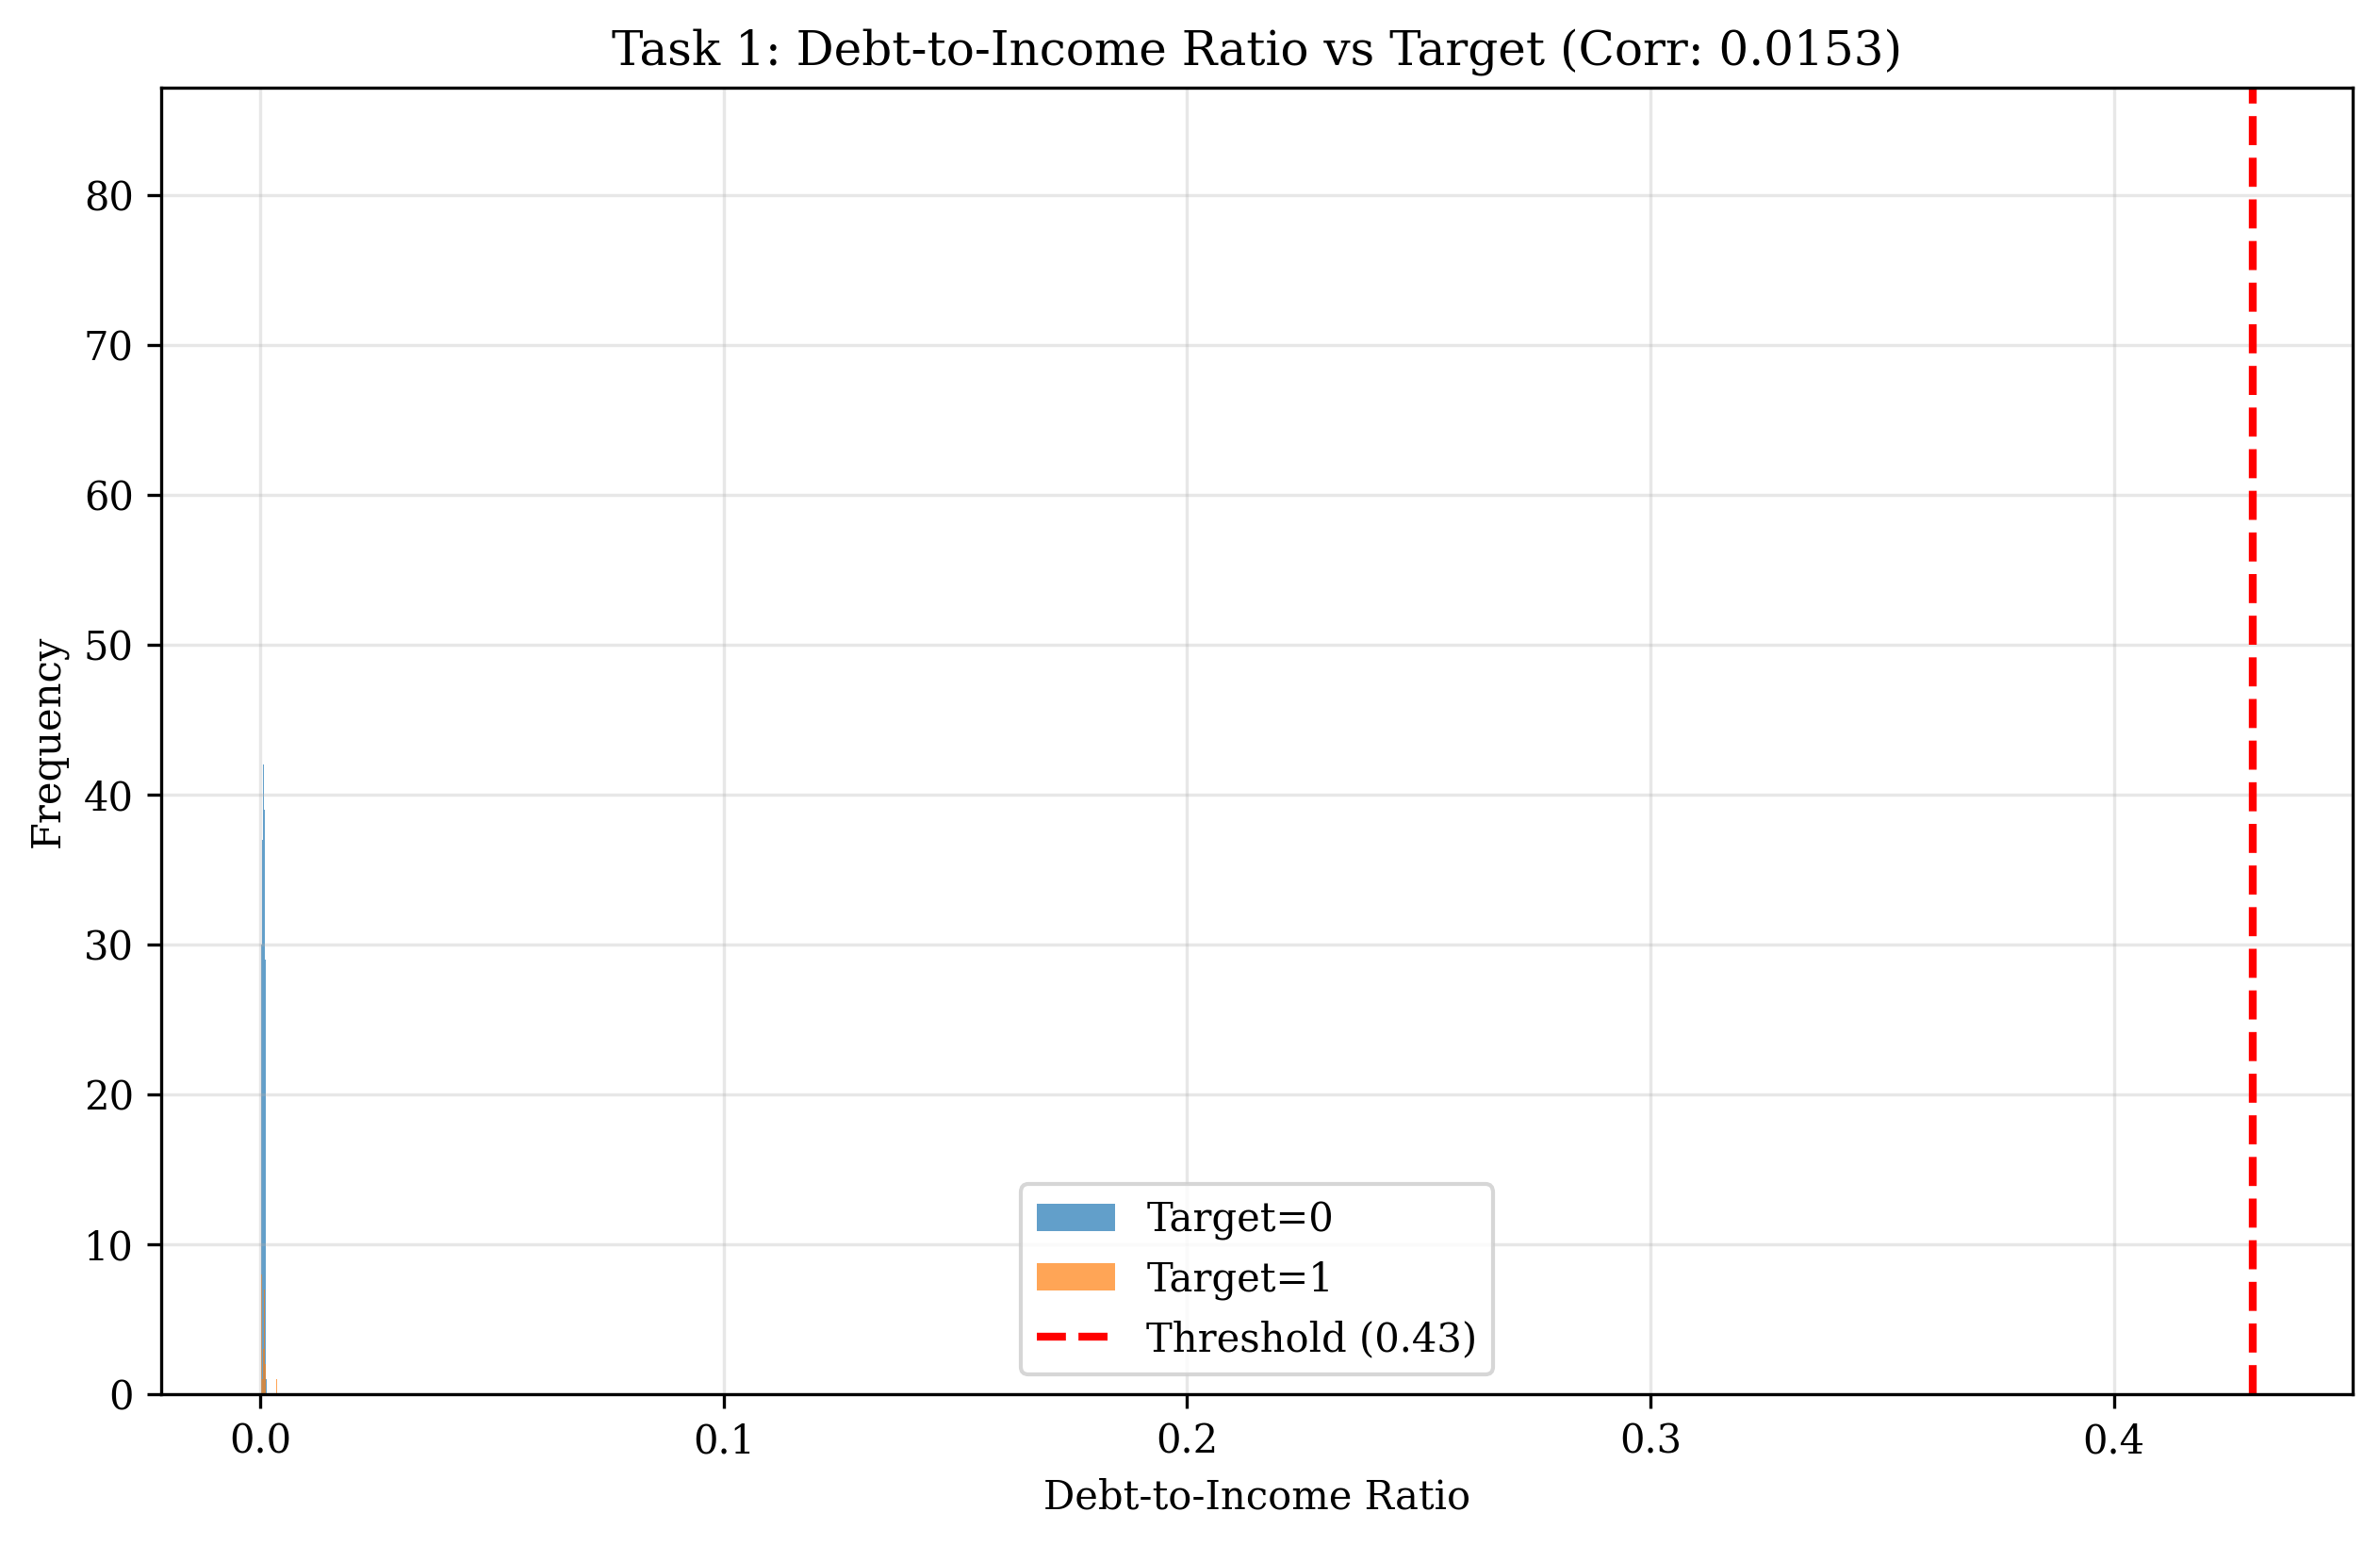 Task 1: Debt-to-Income Ratio vs Target (Corr: 0.0153)
Frequency
80
70
60
50
40
30
20
10
0
Target=0
Target=1
Threshold (0.43)
0.0 0.1 0.2 0.3 0.4
Debt-to-Income Ratio